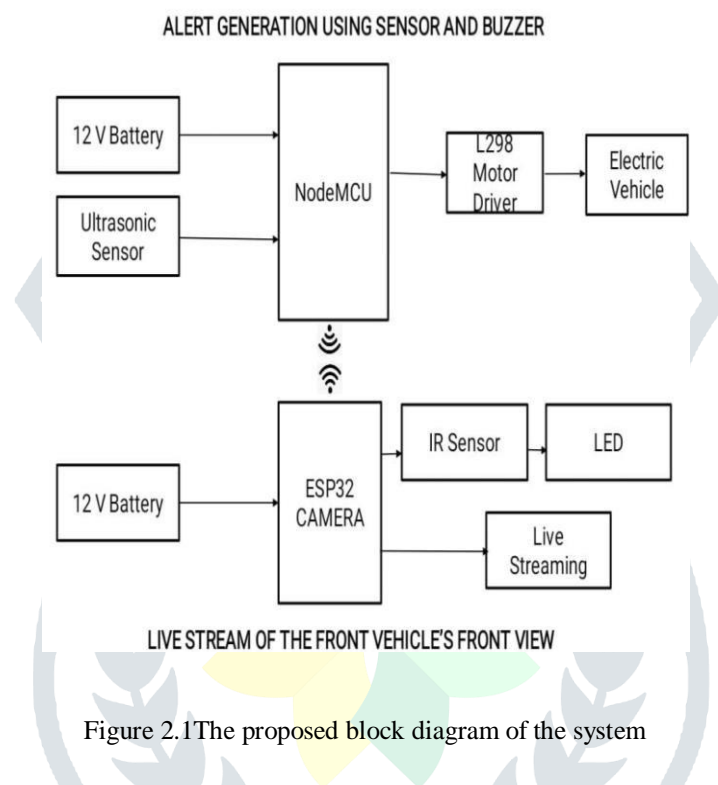 ALERT GENERATION USING SENSOR AND BUZZER
12 V Battery
Ultrasonic
Sensor
NodeMCU
L298
Motor
Driver
Electric
Vehicle
12 V Battery
ESP32
CAMERA
IR Sensor
LED
Live
Streaming
LIVE STREAM OF THE FRONT VEHICLE'S FRONT VIEW
Figure 2.1The proposed block diagram of the system